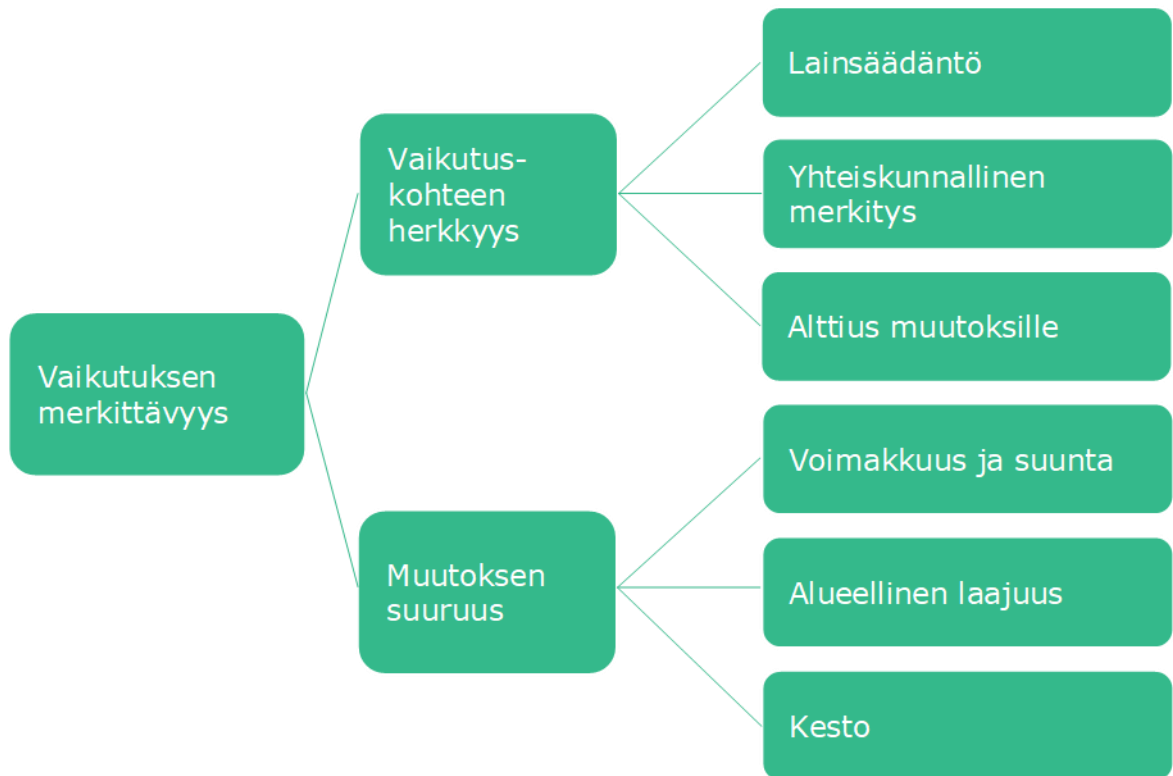 Lainsäädäntö
Vaikutus-
kohteen
herkkyys
Yhteiskunnallinen
merkitys
Alttius muutoksille
Vaikutuksen
merkittävyys
Voimakkuus ja suunta
Muutoksen
suuruus
Alueellinen laajuus
Kesto